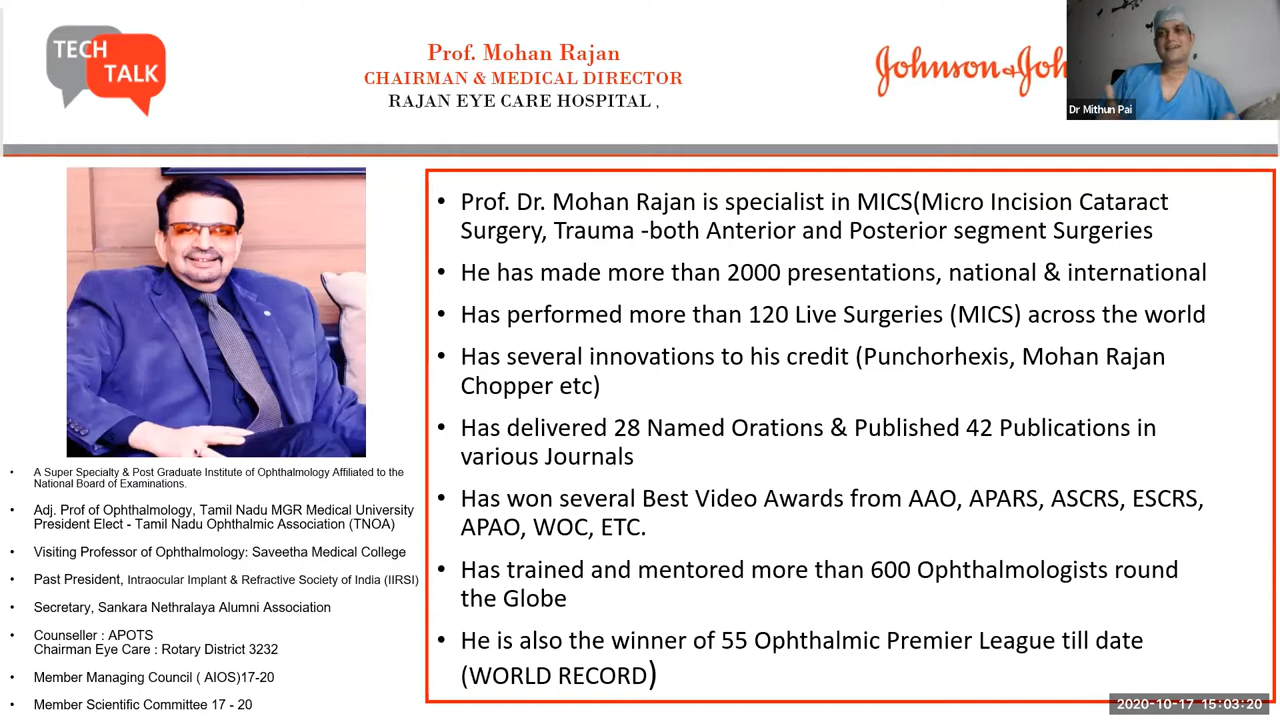 TECH
TALK
Prof. Mohan Rajan
CHAIRMAN & MEDICAL DIRECTOR
RAJAN EYE CARE HOSPITAL ,
Johnson & Joh
Dr Mithun Pai
• A Super Specialty & Post Graduate Institute of Ophthalmology Affiliated to the
National Board of Examinations.
• Adj. Prof of Ophthalmology, Tamil Nadu MGR Medical University
President Elect - Tamil Nadu Ophthalmic Association (TNOA)
• Visiting Professor of Ophthalmology: Saveetha Medical College
• Past President, Intraocular Implant & Refractive Society of India (IIRSI)
• Secretary, Sankara Nethralaya Alumni Association
• Counseller : APOTS
Chairman Eye Care : Rotary District 3232
• Member Managing Council ( AIOS)17-20
• Member Scientific Committee 17 - 20
• Prof. Dr. Mohan Rajan is specialist in MICS(Micro Incision Cataract
Surgery, Trauma -both Anterior and Posterior segment Surgeries
• He has made more than 2000 presentations, national & international
• Has performed more than 120 Live Surgeries (MICS) across the world
• Has several innovations to his credit (Punchorhexis, Mohan Rajan
Chopper etc)
• Has delivered 28 Named Orations & Published 42 Publications in
various Journals
• Has won several Best Video Awards from AAO, APARS, ASCRS, ESCRS,
APAO, WOC, ETC.
• Has trained and mentored more than 600 Ophthalmologists round
the Globe
• He is also the winner of 55 Ophthalmic Premier League till date
(WORLD RECORD)
2020-10-17 15:03:20